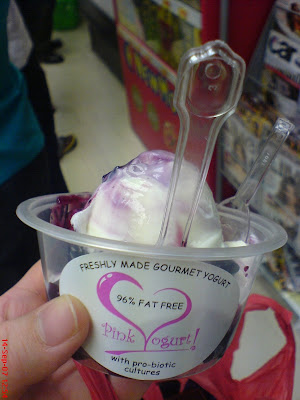 FRESHLY MADE GOURMET YOGURT
96% FAT FREE
Pink Yogurt!
with pro-biotic
cultures